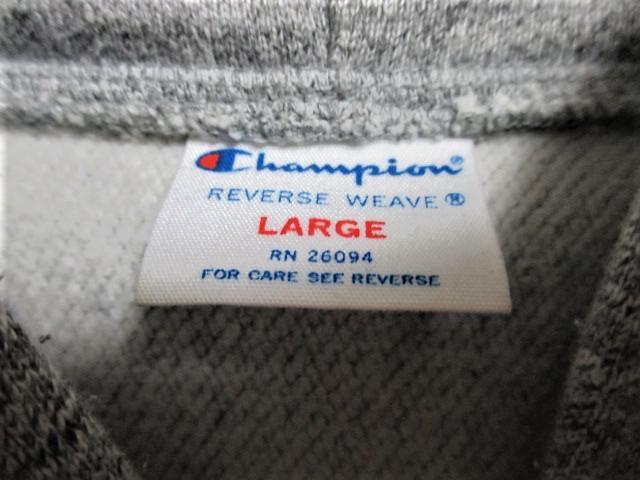 Champion®
REVERSE WEAVE®
LARGE
RN 26094
FOR CARE SEE REVERSE